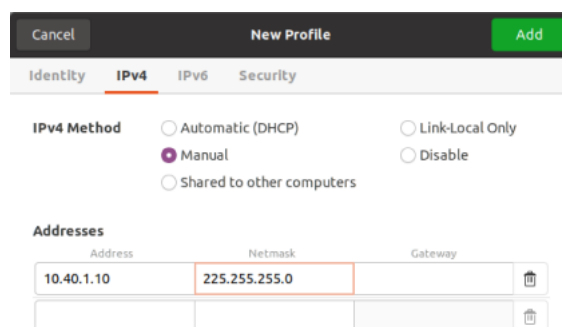 Cancel New Profile Add
Identity IPv4 IPv6 Security
IPv4 Method Automatic (DHCP) Link-Local Only
Manual Disable
Shared to other computers
Addresses
Address Netmask Gateway
10.40.1.10 225.255.255.0